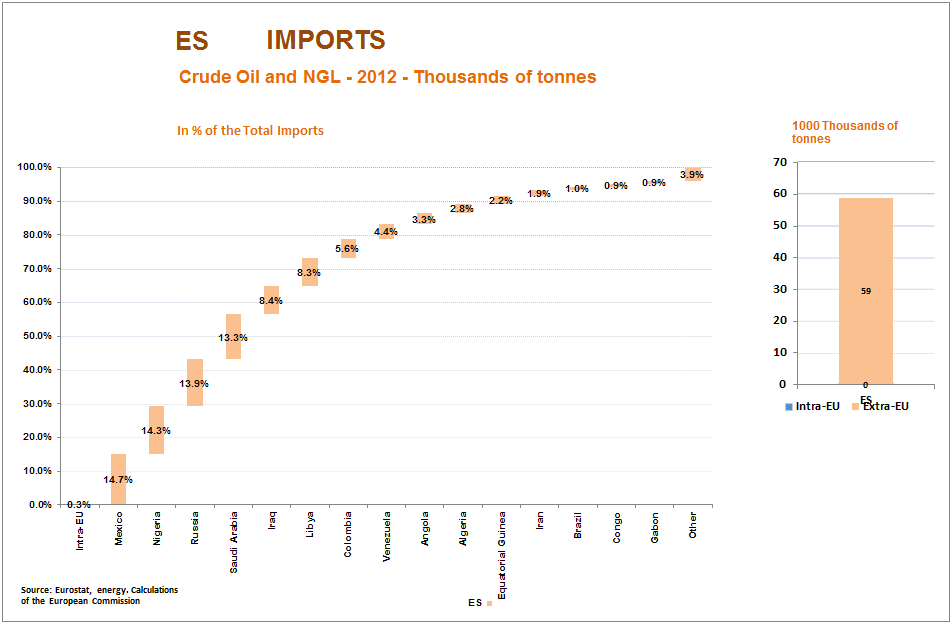 ES IMPORTS
Crude Oil and NGL - 2012 - Thousands of tonnes
In % of the Total Imports
100.0%
90.0%
80.0%
70.0%
60.0%
50.0%
40.0%
30.0%
20.0%
10.0%
0.0%
0.3%
14.7%
14.3%
13.9%
13.3%
8.4%
8.3%
5.6%
4.4%
3.3%
2.8%
2.2%
1.9%
1.0%
0.9%
0.9%
3.9%
Intra-EU
Mexico
Nigeria
Russia
Saudi Arabia
Iraq
Libya
Colombia
Venezuela
Angola
Algeria
Equatorial Guinea
Iran
Brazil
Congo
Gabon
Other
ES
1000 Thousands of
tonnes
70
60
50
40
30
20
10
0
59
0
ES
Intra-EU Extra-EU
Source: Eurostat, energy. Calculations
of the European Commission